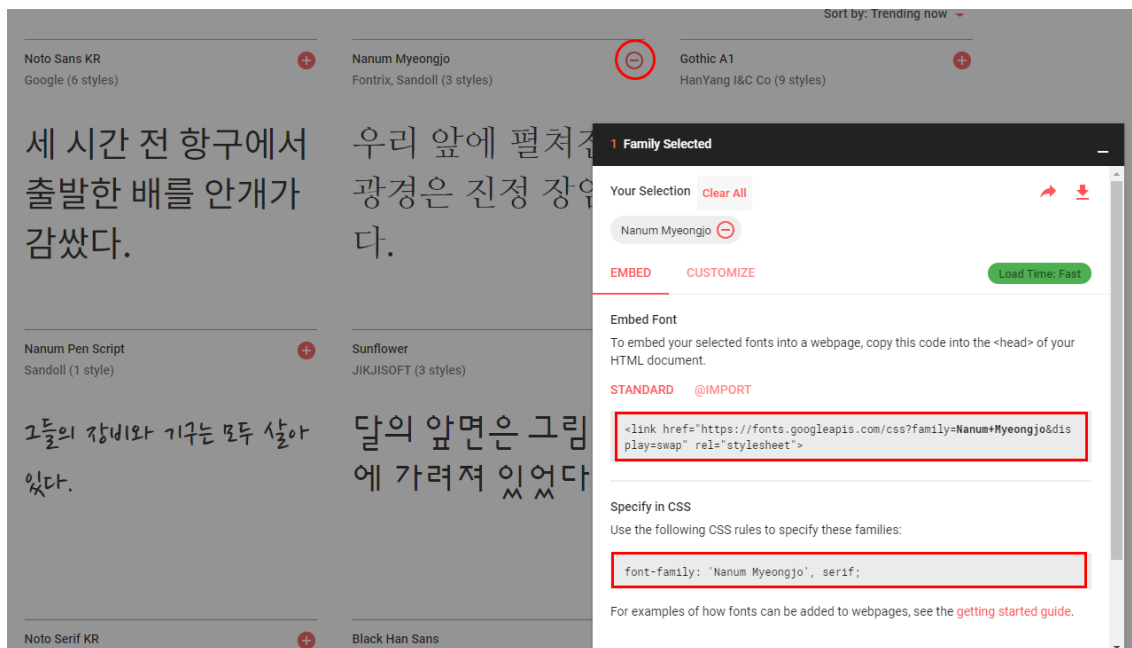 Sort by: Trending now
Noto Sans KR
Google (6 styles)
세 시간 전 항구에서
출발한 배를 안개가
감쌌다.
Nanum Myeongjo
Fontrix, Sandoll (3 styles)
우리 앞에 펼쳐진
광경은 진정 장엄
다.
Gothic A1
HanYang I&C Co (9 styles)
Nanum Pen Script
Sandoll (1 style)
그들의 장비와 기구는 모두 살아
있다.
Sunflower
JIKJISOFT (3 styles)
달의 앞면은 그림
에 가려져 있었다
Noto Serif KR
Black Han Sans
1 Family Selected
Your Selection Clear All
Nanum Myeongjo
EMBED CUSTOMIZE Load Time: Fast
Embed Font
To embed your selected fonts into a webpage, copy this code into the <head> of your
HTML document.
STANDARD @IMPORT
<link href="https://fonts.googleapis.com/css?family=Nanum+Myeongjo&dis
play=swap" rel="stylesheet">
Specify in CSS
Use the following CSS rules to specify these families:
font-family: 'Nanum Myeongjo', serif;
For examples of how fonts can be added to webpages, see the getting started guide.